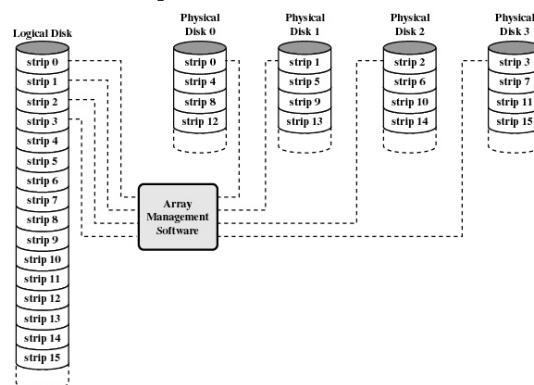 Logical Disk
strip 0
strip 1
strip 2
strip 3
strip 4
strip 5
strip 6
strip 7
strip 8
strip 9
strip 10
strip 11
strip 12
strip 13
strip 14
strip 15
Physical
Disk 0
strip 0
strip 4
strip 8
strip 12
Physical
Disk 1
strip 1
strip 5
strip 9
strip 13
Physical
Disk 2
strip 2
strip 6
strip 10
strip 14
Physical
Disk 3
strip 3
strip 7
strip 11
strip 15
Array
Management
Software